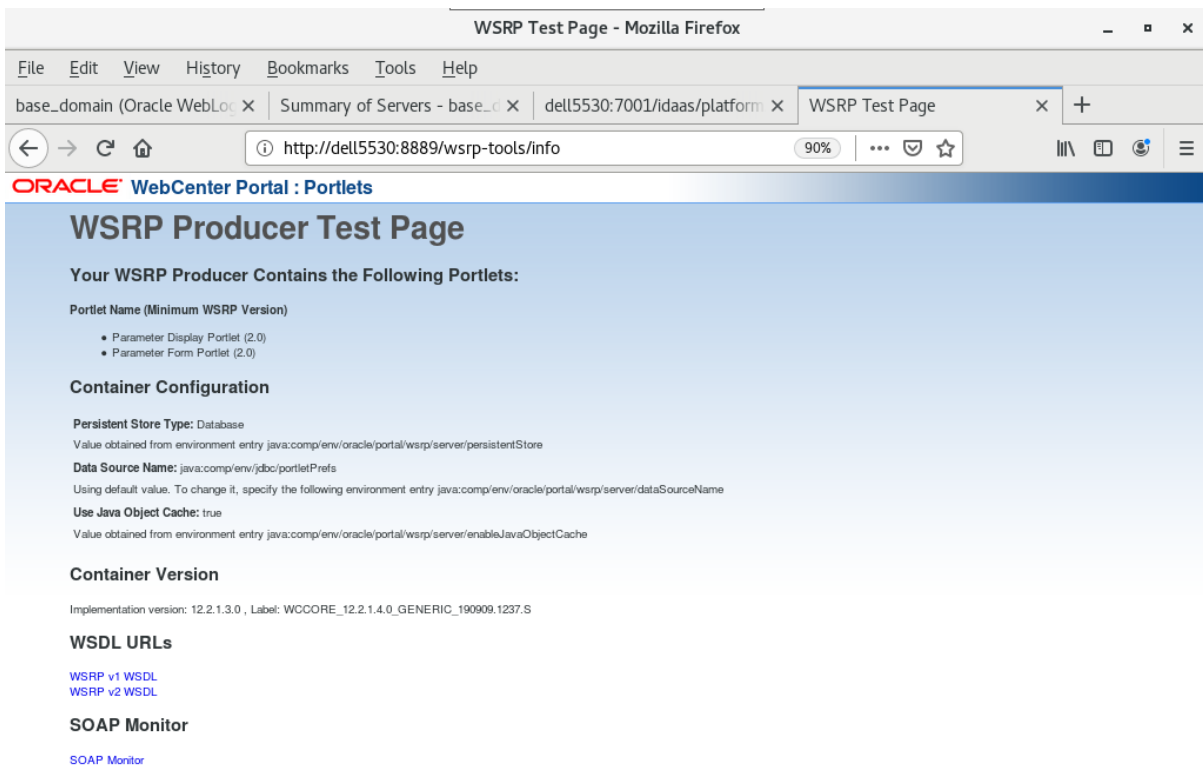 WSRP Test Page - Mozilla Firefox
File Edit View History Bookmarks Tools Help
base_domain (Oracle WebLog Summary of Servers - base_d dell5530:7001/idaas/platform WSRP Test Page
http://dell5530:8889/wsrp-tools/info 90%
ORACLE WebCenter Portal : Portlets
WSRP Producer Test Page
Your WSRP Producer Contains the Following Portlets:
Portlet Name (Minimum WSRP Version)
• Parameter Display Portlet (2.0)
• Parameter Form Portlet (2.0)
Container Configuration
Persistent Store Type: Database
Value obtained from environment entry java:comp/env/oracle/portal/wsrp/server/persistentStore
Data Source Name: java:comp/env/jdbc/portletPrefs
Using default value. To change it, specify the following environment entry java:comp/env/oracle/portal/wsrp/server/dataSourceName
Use Java Object Cache: true
Value obtained from environment entry java:comp/env/oracle/portal/wsrp/server/enableJavaObjectCache
Container Version
Implementation version: 12.2.1.3.0 , Label: WCCORE_12.2.1.4.0_GENERIC_190909.1237.S
WSDL URLs
WSRP v1 WSDL
WSRP v2 WSDL
SOAP Monitor
SOAP Monitor